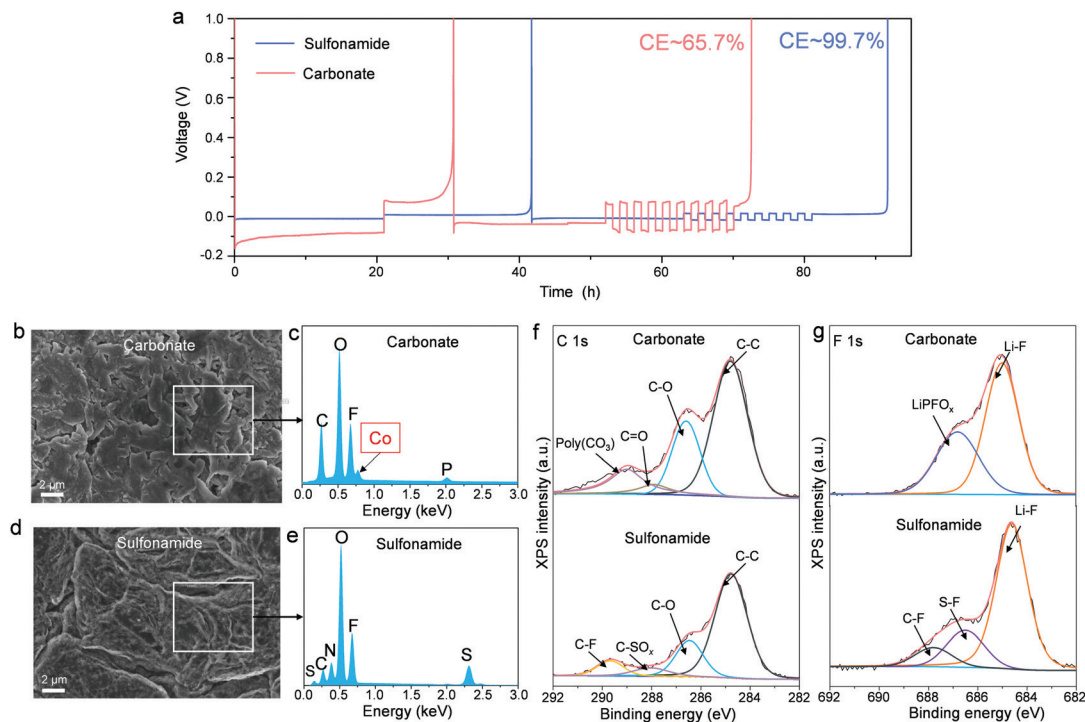 a
1.0
0.8
0.6
0.4
0.2
0.0
-0.2
Voltage (V)
Sulfonamide
Carbonate
CE~65.7%
CE~99.7%
0
20
40
60
80
Time (h)
b
Carbonate
2 μm
c
Carbonate
C
O
F
Co
P
0.0
0.5
1.0
1.5
2.0
2.5
3.0
Energy (keV)
d
Sulfonamide
2 μm
e
Sulfonamide
S
C
N
O
F
S
0.0
0.5
1.0
1.5
2.0
2.5
3.0
Energy (keV)
f
C 1s
Carbonate
C-C
C-O
C=O
Poly(CO₃)
Sulfonamide
C-C
C-O
C-SOₓ
C-F
XPS intensity (a.u.)
292
290
288
286
284
282
Binding energy (eV)
g
F 1s
Carbonate
Li-F
LiPFOₓ
Sulfonamide
Li-F
S-F
C-F
XPS intensity (a.u.)
692
690
688
685
684
682
Binding energy (eV)